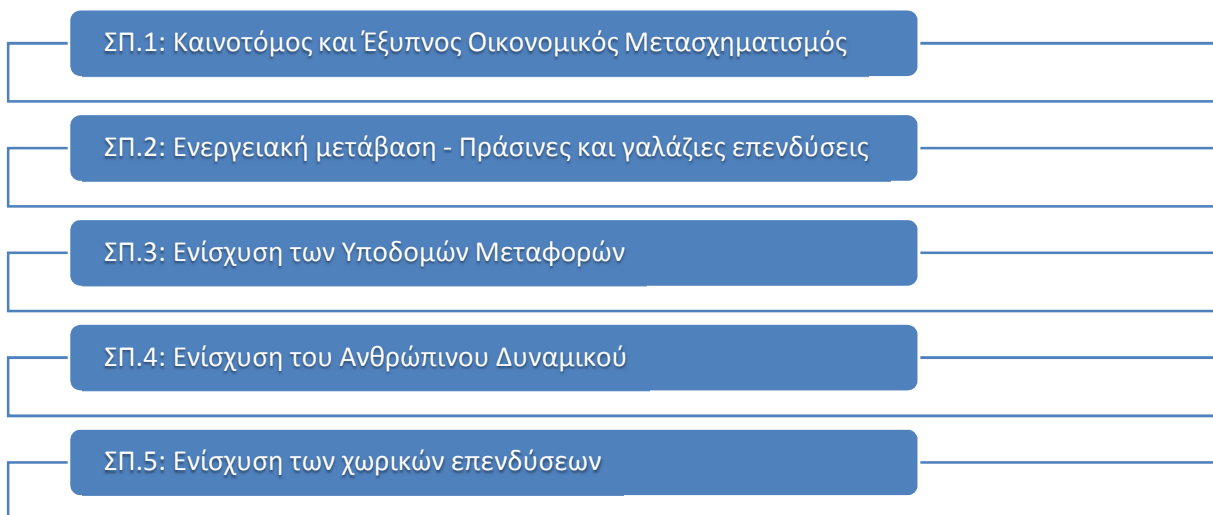 ΣΠ.1: Καινοτόμος και Έξυπνος Οικονομικός Μετασχηματισμός
ΣΠ.2: Ενεργειακή μετάβαση - Πράσινες και γαλάζιες επενδύσεις
ΣΠ.3: Ενίσχυση των Υποδομών Μεταφορών
ΣΠ.4: Ενίσχυση του Ανθρώπινου Δυναμικού
ΣΠ.5: Ενίσχυση των χωρικών επενδύσεων